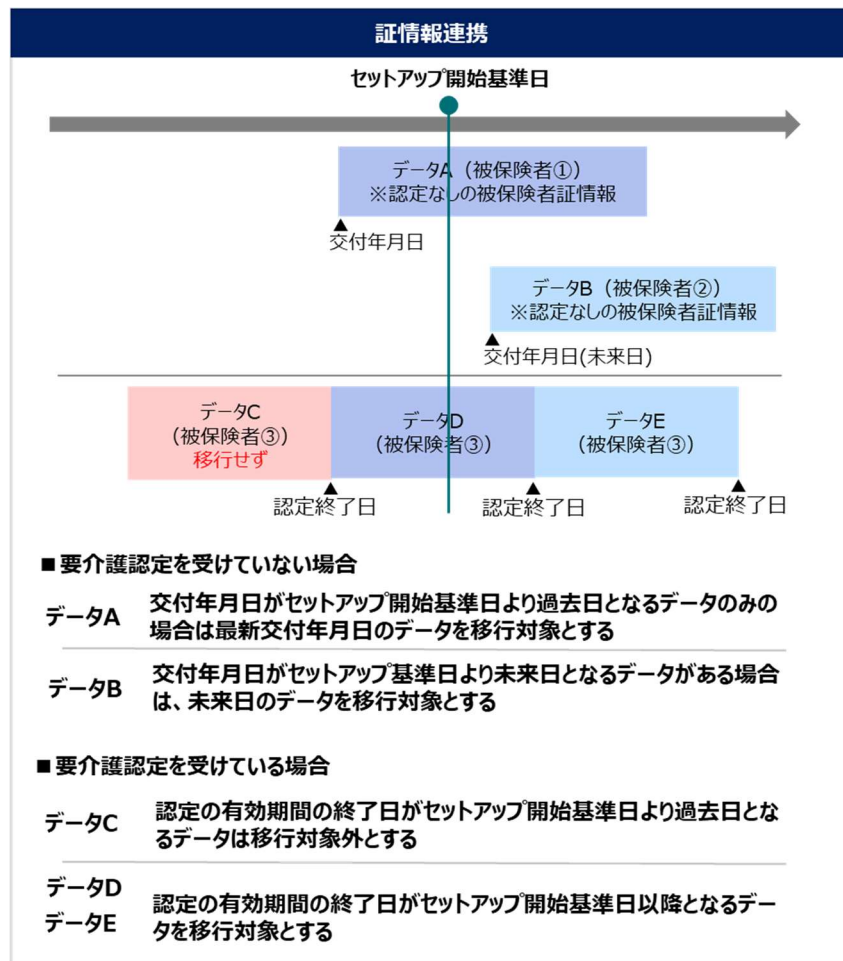 証情報連携
セットアップ開始基準日
データA（被保険者①）
※認定なしの被保険者証情報
▲
交付年月日
データB（被保険者②）
※認定なしの被保険者証情報
▲
交付年月日(未来日)
データC
（被保険者③）
移行せず
データD
（被保険者③）
データE
（被保険者③）
▲
認定終了日
▲
認定終了日
▲
認定終了日
■要介護認定を受けていない場合
データA
交付年月日がセットアップ開始基準日より過去日となるデータのみの
場合は最新交付年月日のデータを移行対象とする
データB
交付年月日がセットアップ基準日より未来日となるデータがある場合
は、未来日のデータを移行対象とする
■要介護認定を受けている場合
データC
認定の有効期間の終了日がセットアップ開始基準日より過去日とな
るデータは移行対象外とする
データD
データE
認定の有効期間の終了日がセットアップ開始基準日以降となるデー
タを移行対象とする